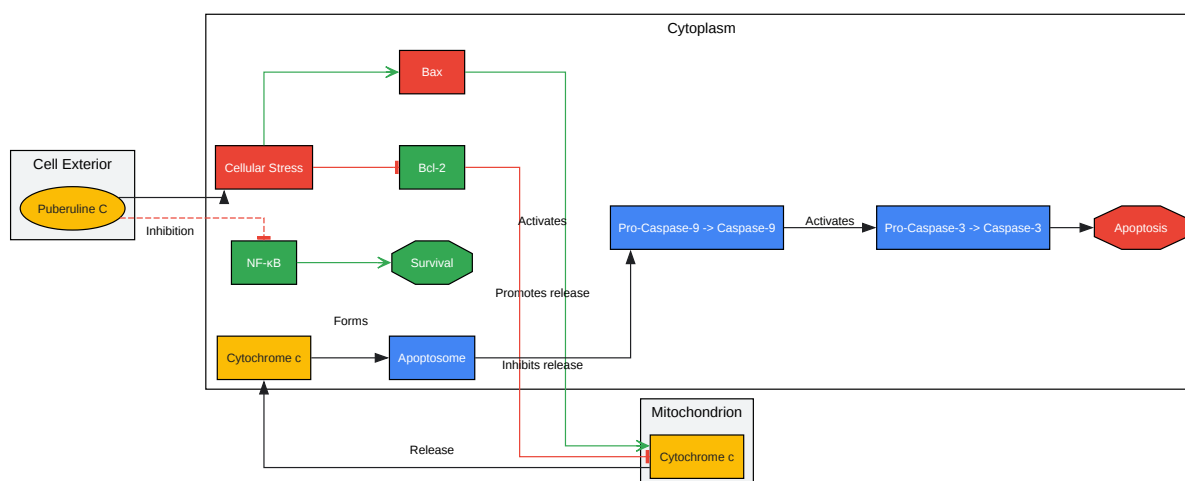 Cytoplasm
Bax
Cell Exterior
Cellular Stress
Bcl-2
Puberuline C
Inhibition
Activates
Pro-Caspase-9 -> Caspase-9
Activates
Pro-Caspase-3 -> Caspase-3
Apoptosis
NF-κB
Survival
Promotes release
Forms
Cytochrome c
Apoptosome
Inhibits release
Mitochondrion
Release
Cytochrome c